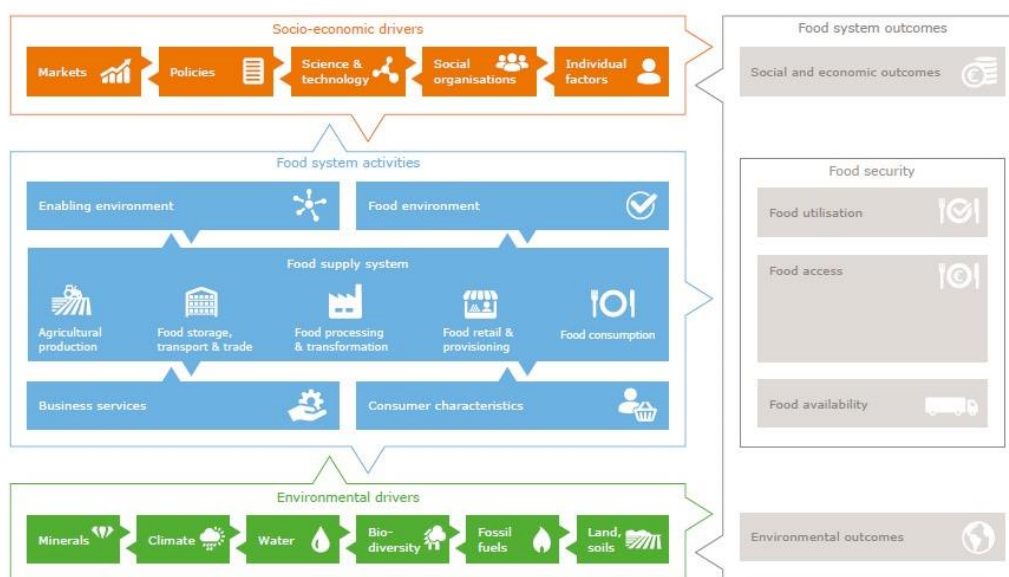 Socio-economic drivers
Markets
Policies
Science &
technology
Social
organisations
Individual
factors
Food system activities
Enabling environment
Food environment
Food supply system
Agricultural
production
Food storage,
transport & trade
Food processing
& transformation
Food retail &
provisioning
Food consumption
Business services
Consumer characteristics
Environmental drivers
Minerals
Climate
Water
Bio-
diversity
Fossil
fuels
Land,
soils
Food system outcomes
Social and economic outcomes
€
Food security
Food utilisation
Food access
€
Food availability
Environmental outcomes